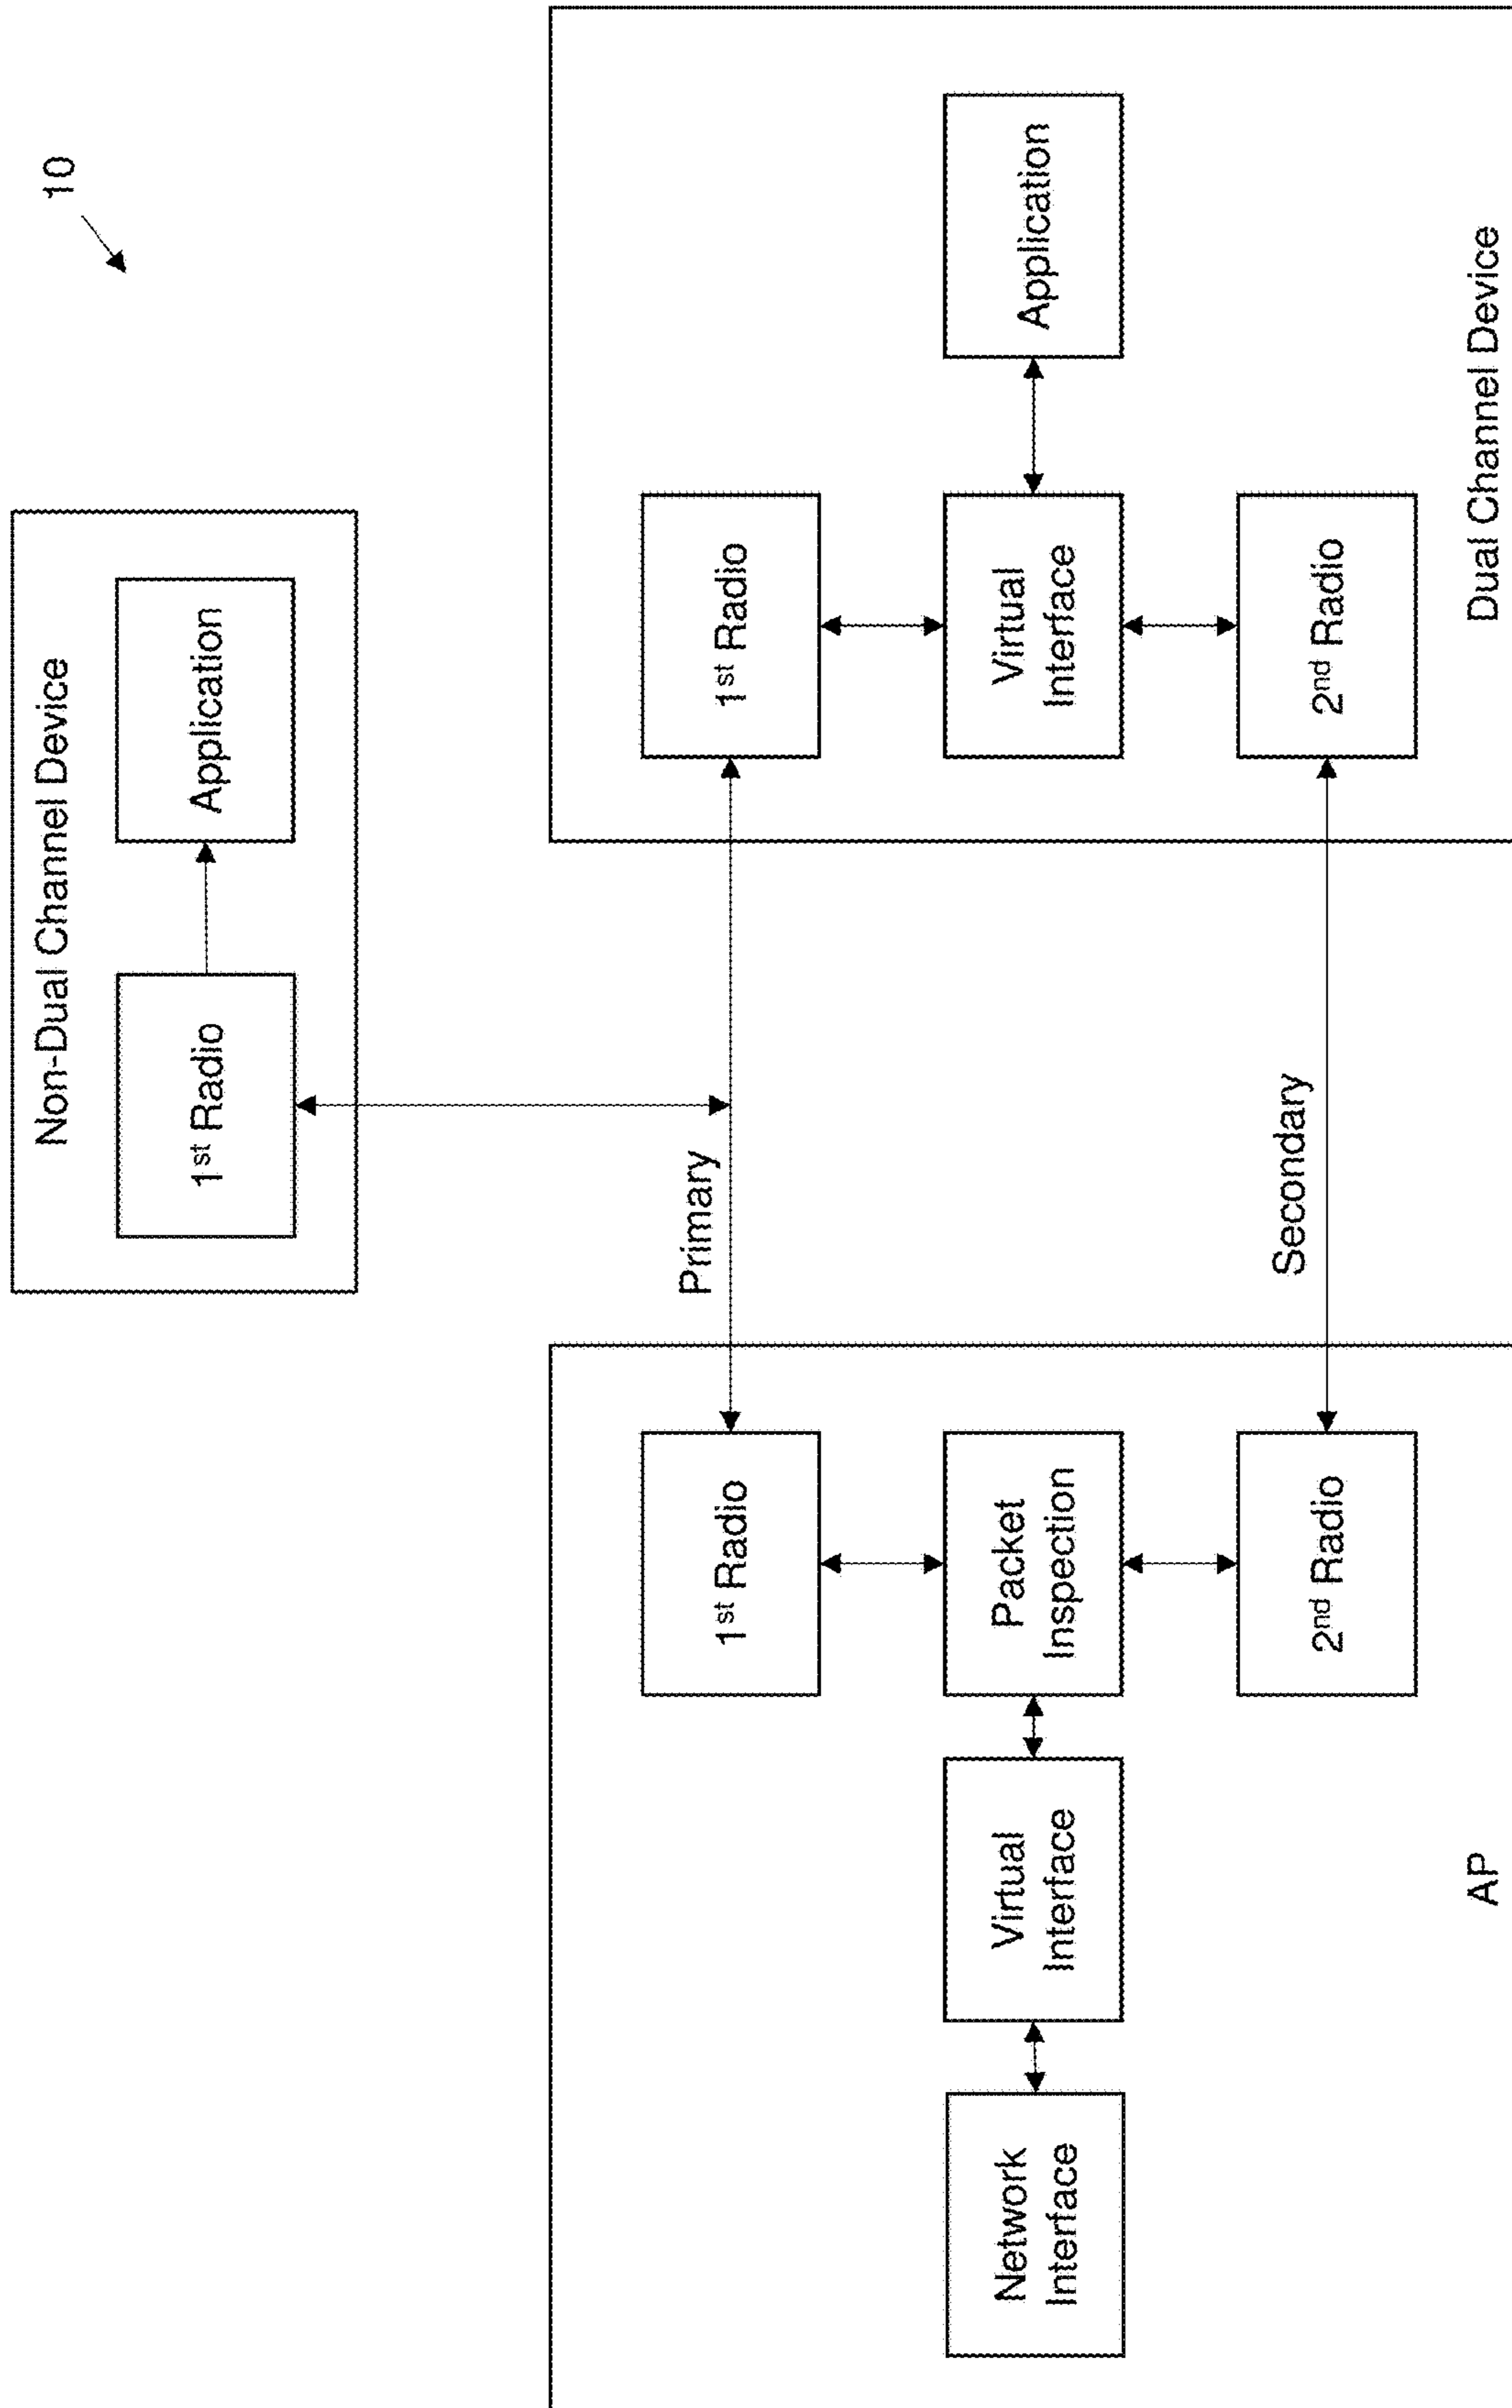 10
Non-Dual Channel Device
1st Radio
Application
Primary
Secondary
1st Radio
Network
Interface
Virtual
Interface
Packet
Inspection
2nd Radio
AP
1st Radio
Virtual
Interface
Application
2nd Radio
Dual Channel Device